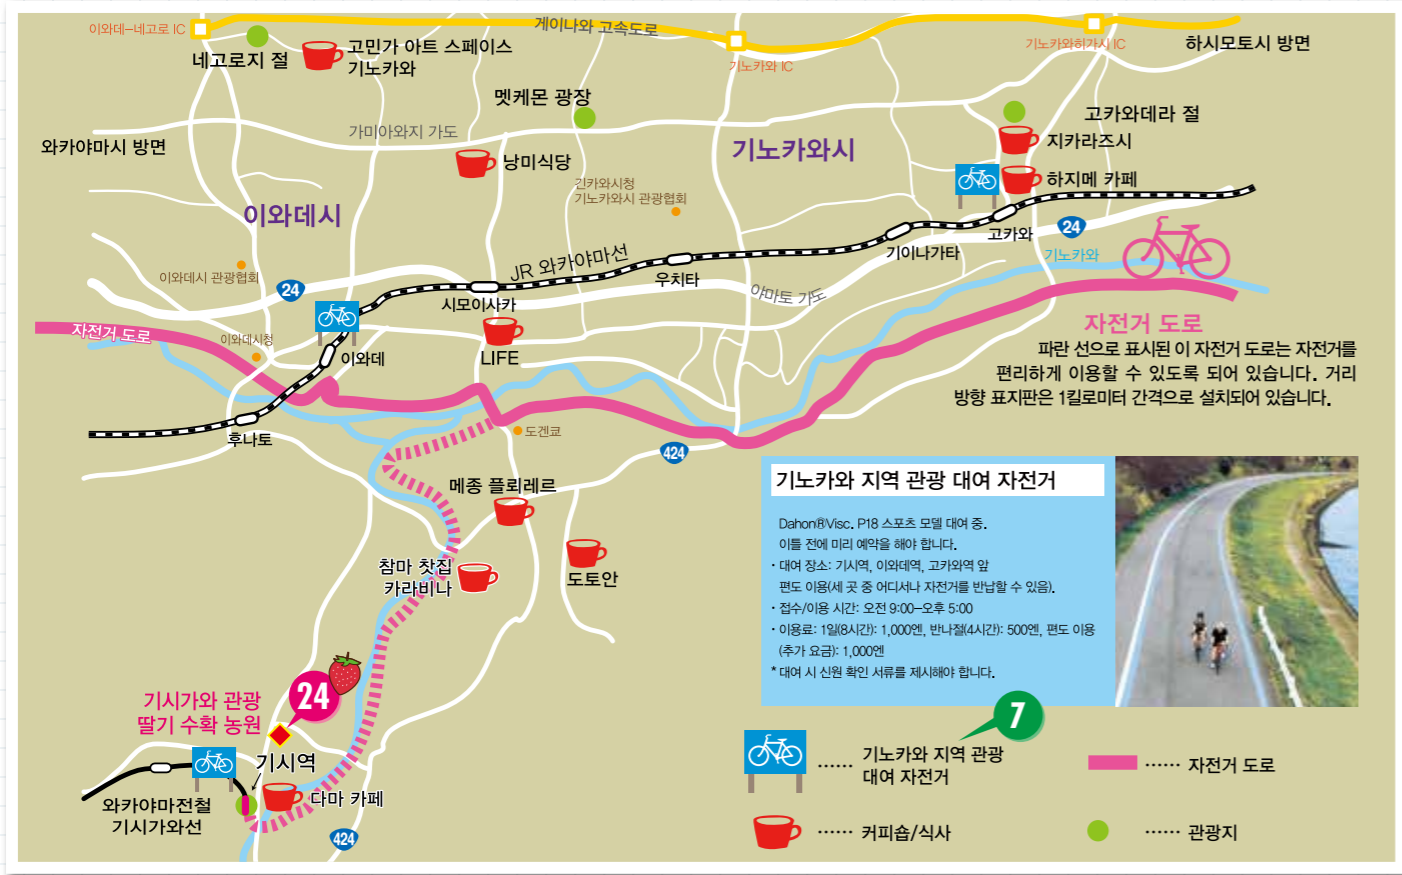 이와데-네고로 IC
게이나와 고속도로
기노카와 IC
기노카와히가시 IC
하시모토시 방면
네고로지 절
고민가 아트 스페이스
기노카와
멧케몬 광장
고카와데라 절
지카라즈시
와카야마시 방면
가미아와지 가도
낭미식당
기노카와시
긴카와시청
기노카와시 관광협회
하지메 카페
이와데시
고카와
24
기이나가타
기노카와
JR 와카야마선
이와데시 관광협회
24
우치타
야마토 가도
시모이사카
자전거 도로
이와데시청
이와데
LIFE
자전거 도로
파란 선으로 표시된 이 자전거 도로는 자전거를
편리하게 이용할 수 있도록 되어 있습니다. 거리
방향 표지판은 1킬로미터 간격으로 설치되어 있습니다.
후나토
도겐쿄
424
메종 플뢰레르
참마 찻집
카라비나
도토안
기노카와 지역 관광 대여 자전거
Dahon®Visc. P18 스포츠 모델 대여 중.
이틀 전에 미리 예약을 해야 합니다.
· 대여 장소: 기시역, 이와데역, 고카와역 앞
편도 이용(세 곳 중 어디서나 자전거를 반납할 수 있음).
· 접수/이용 시간: 오전 9:00-오후 5:00
· 이용료: 1일(8시간): 1,000엔, 반나절(4시간): 500엔, 편도 이용
(추가 요금): 1,000엔
* 대여 시 신원 확인 서류를 제시해야 합니다.
24
기시가와 관광
딸기 수확 농원
기시역
와카야마전철
기시가와선
다마 카페
424
7
...... 기노카와 지역 관광
대여 자전거
...... 자전거 도로
...... 커피숍/식사
...... 관광지